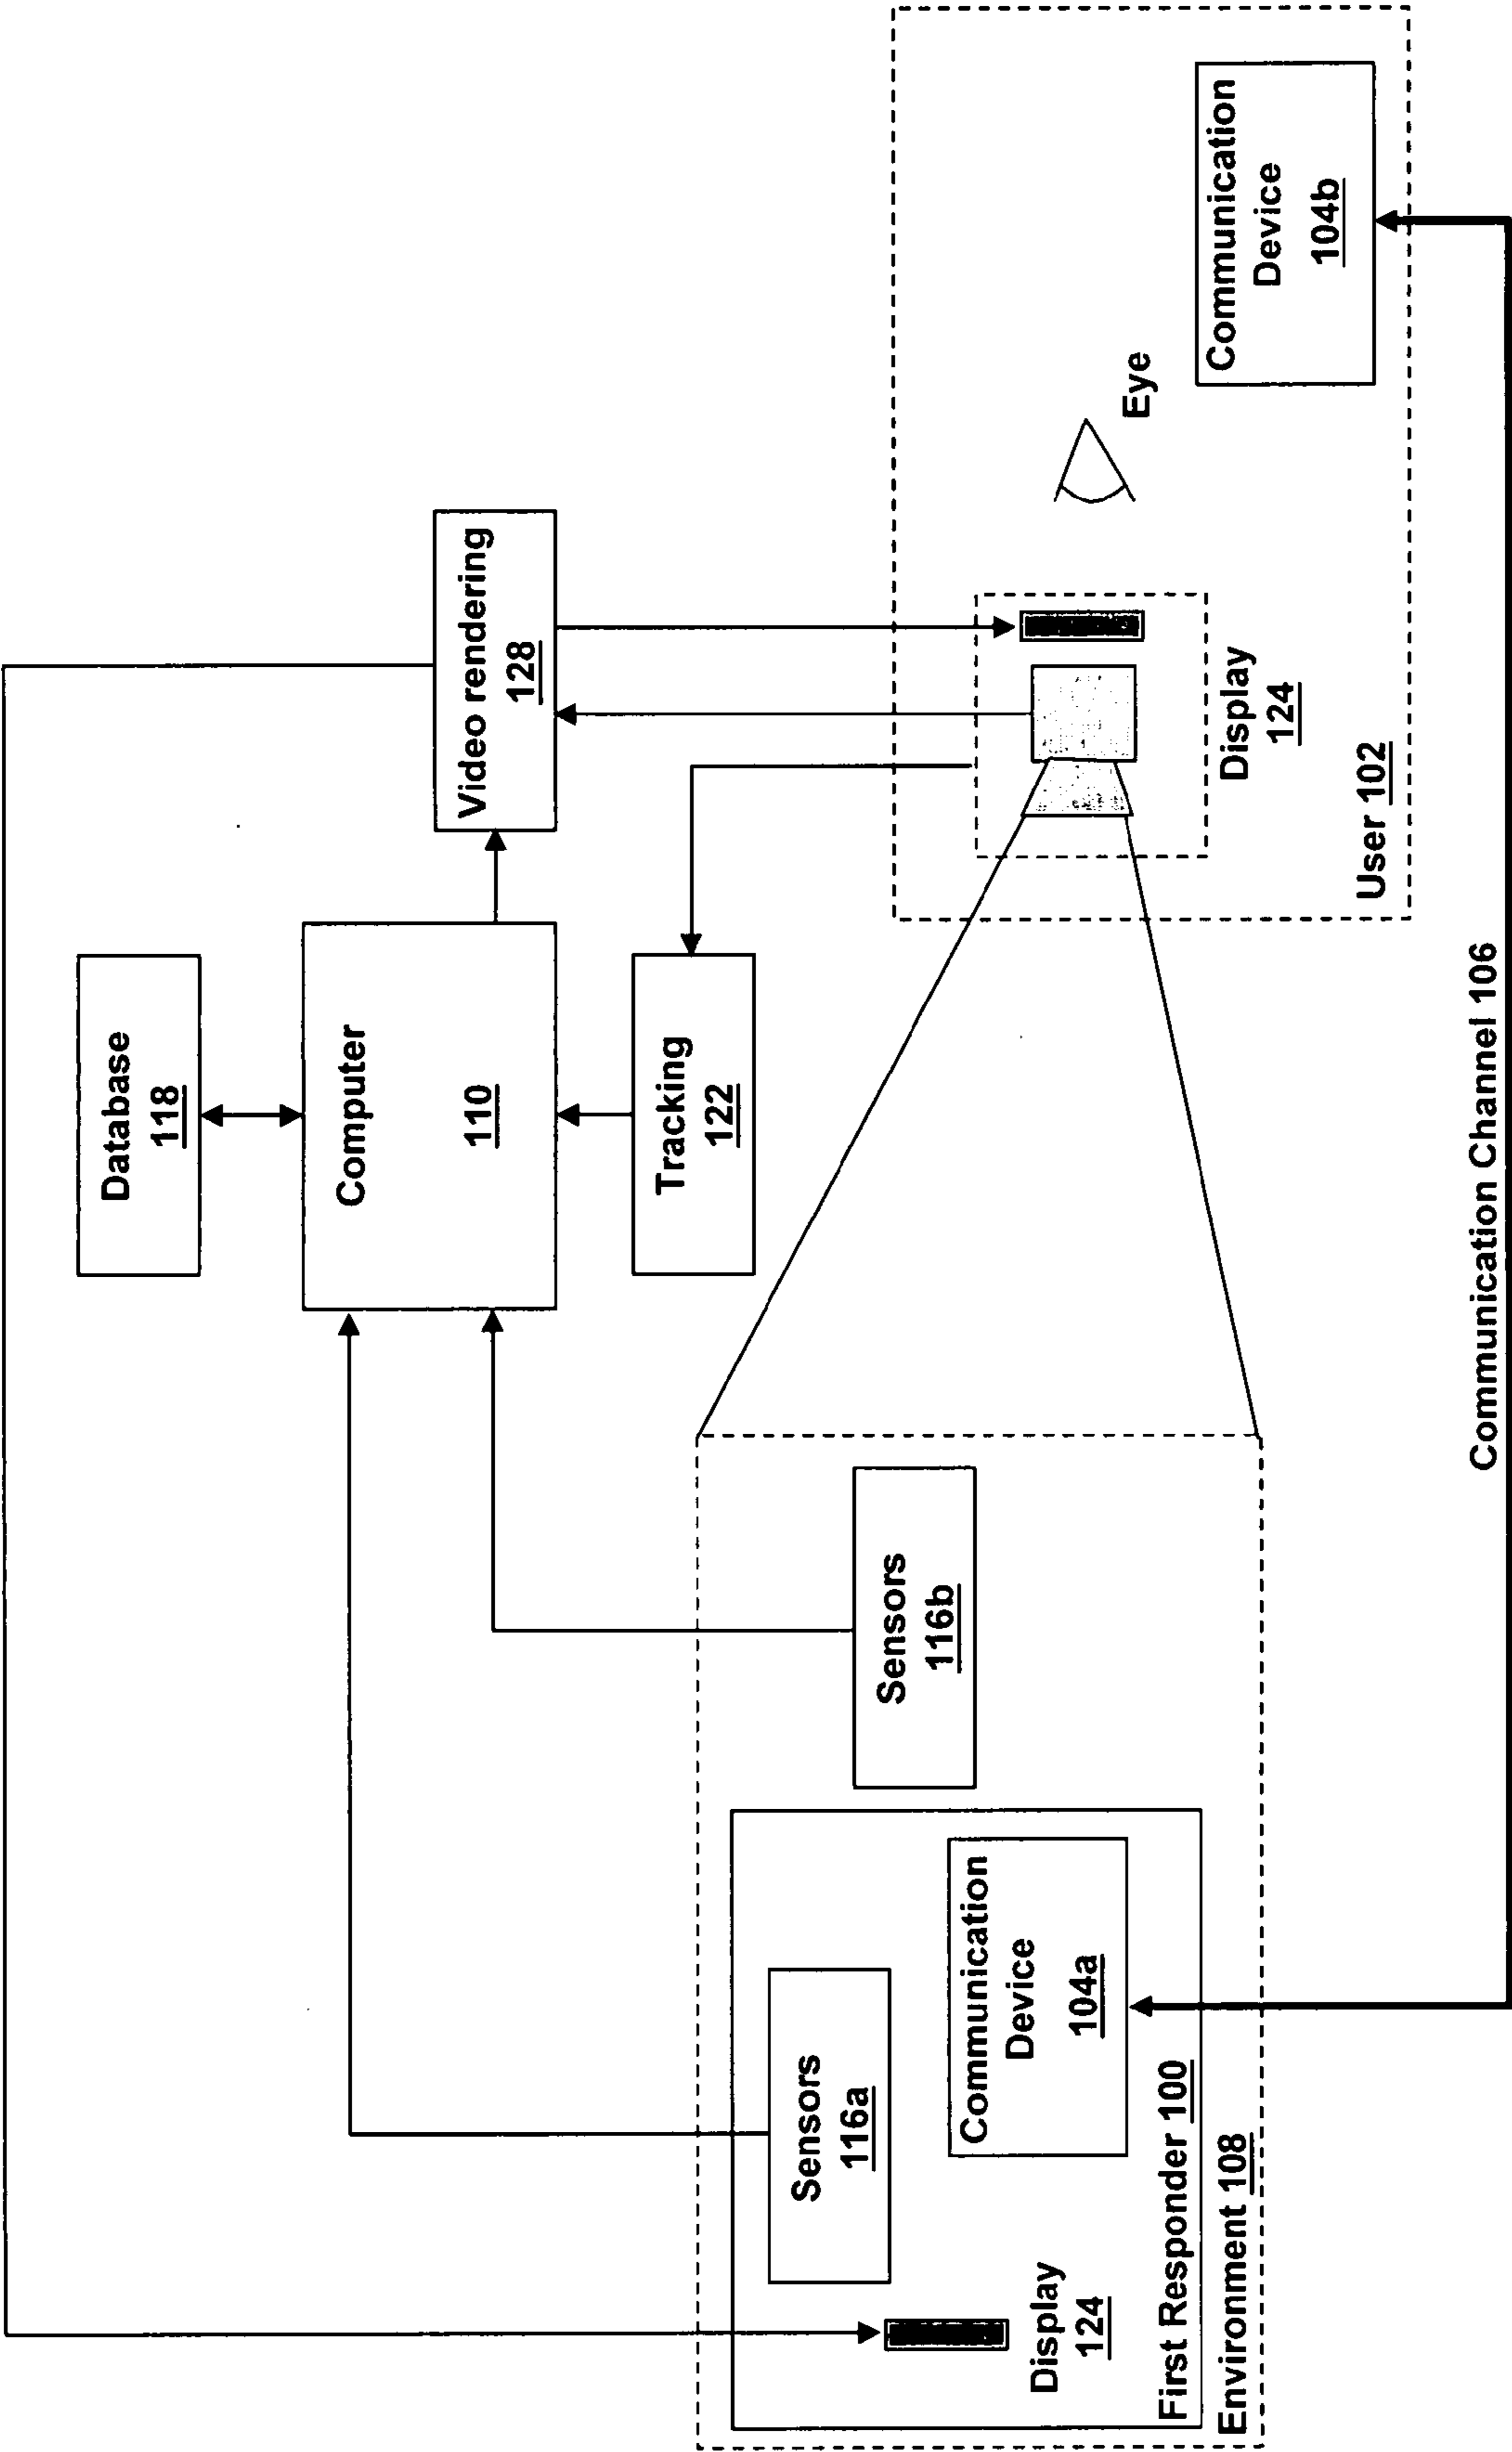 Database
118
Computer
110
Video rendering
128
Tracking
122
Sensors
116a
Sensors
116b
Display
124
Communication
Device
104a
First Responder 100
Environment 108
Display
124
Eye
User 102
Communication
Device
104b
Communication Channel 106